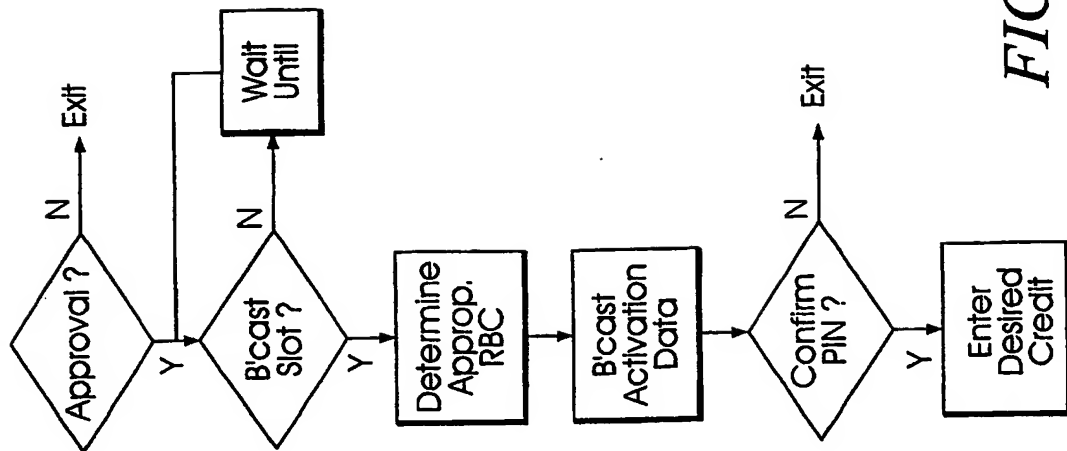 Approval ?
N
Exit
Y
B'cast
Slot ?
N
Wait
Until
Y
Determine
Approp.
RBC
B'cast
Activation
Data
Confirm
PIN ?
N
Exit
Y
Enter
Desired
Credit
FIG